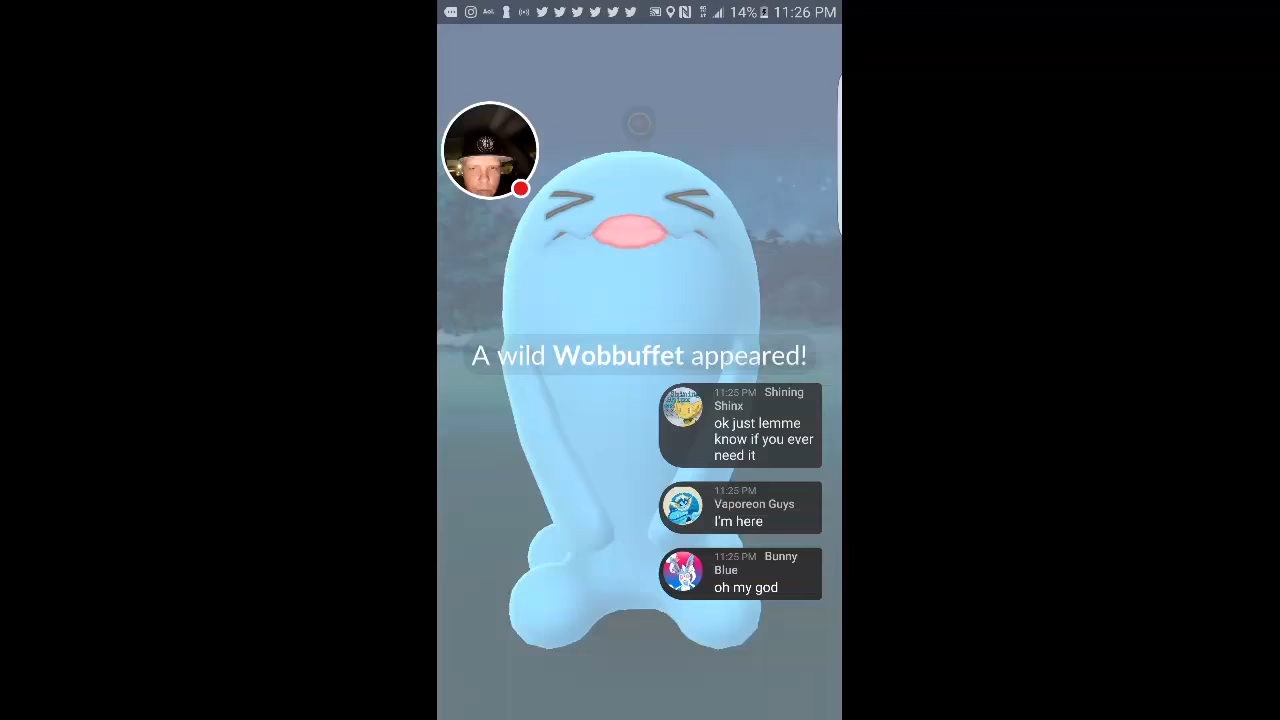 14% 11:26 PM
A wild Wobbuffet appeared!
11:25 PM Shining
Shinx
ok just lemme
know if you ever
need it
11:25 PM
Vaporeon Guys
I'm here
11:25 PM Bunny
Blue
oh my god